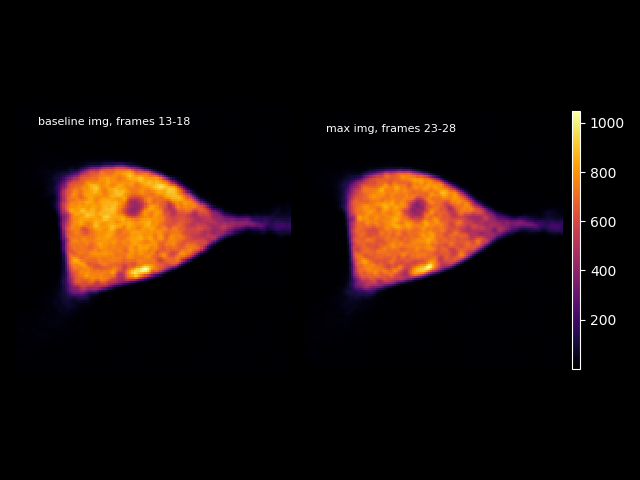 baseline img, frames 13-18
max img, frames 23-28
1000
800
600
400
200